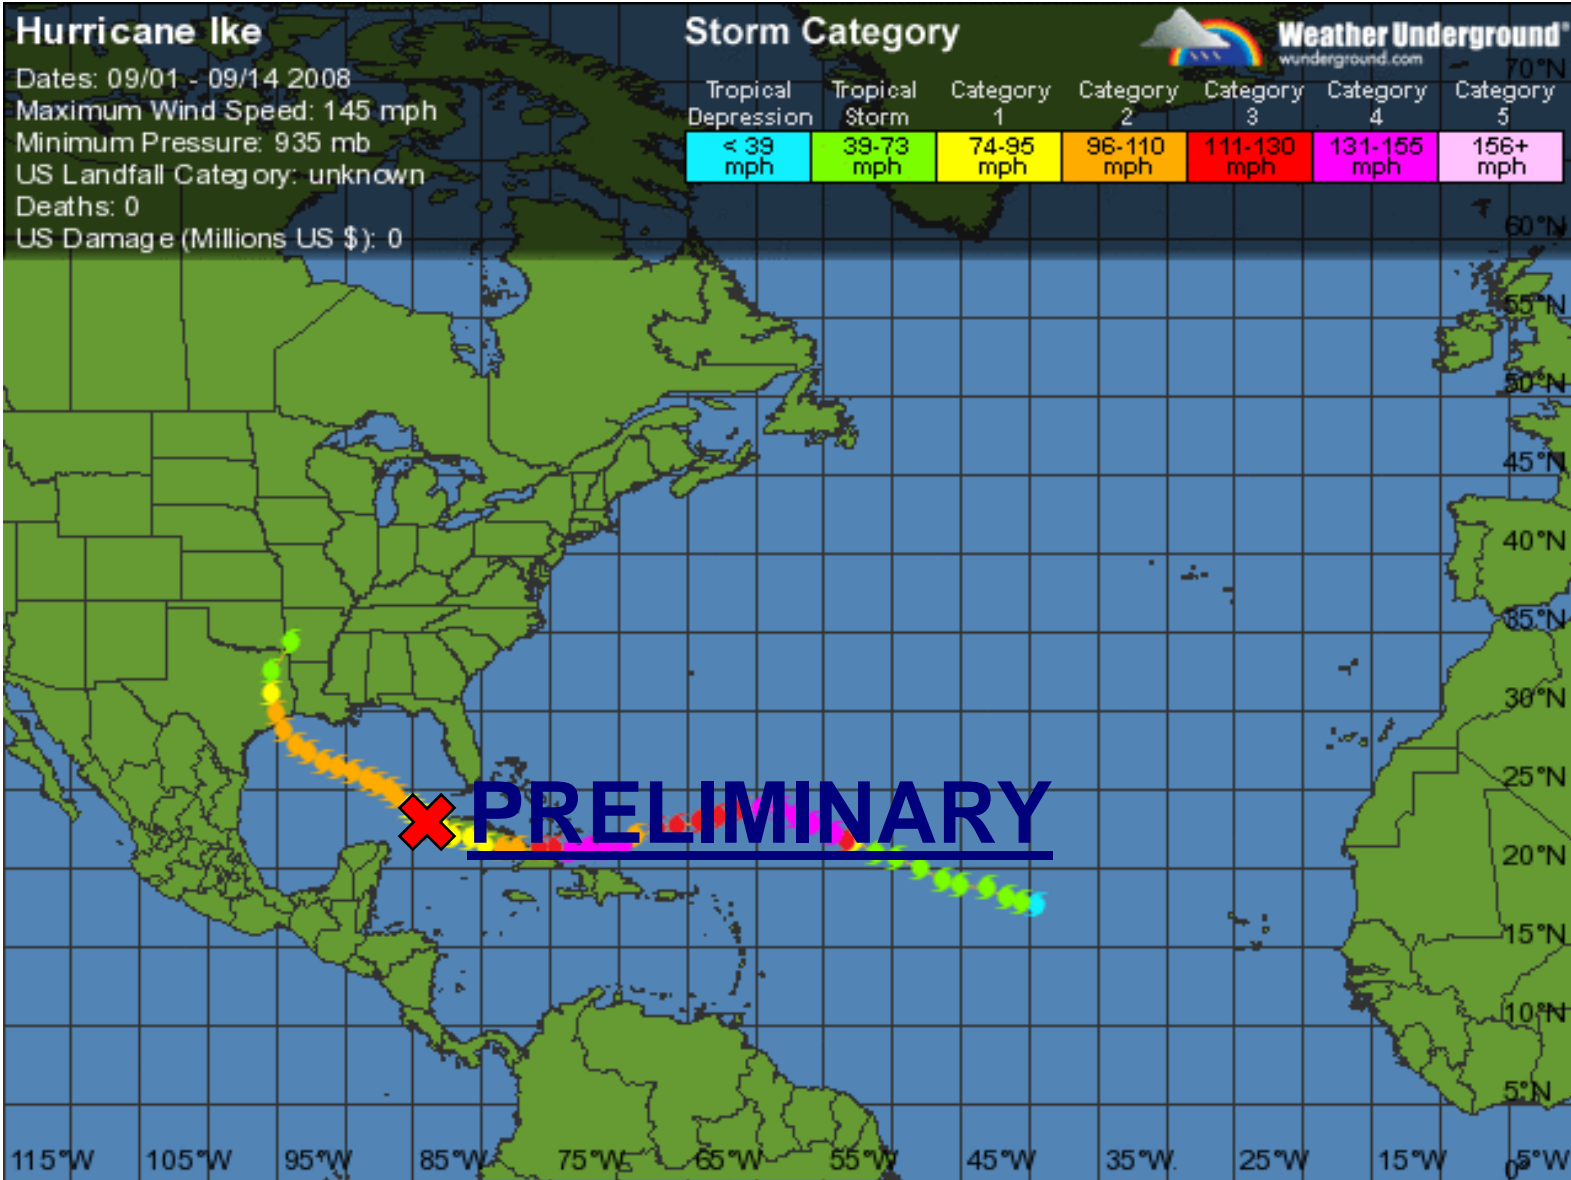 Hurricane Ike
Dates: 09/01 - 09/14 2008
Maximum Wind Speed: 145 mph
Minimum Pressure: 935 mb
US Landfall Category: unknown
Deaths: 0
US Damage (Millions US $): 0
Storm Category
Weather Underground®
wunderground.com
Tropical Depression
< 39 mph
Tropical Storm
39-73 mph
Category 1
74-95 mph
Category 2
96-110 mph
Category 3
111-130 mph
Category 4
131-155 mph
Category 5
156+ mph
70°N
60°N
55°N
50°N
45°N
40°N
35°N
30°N
25°N
PRELIMINARY
20°N
15°N
10°N
5°N
115°W 105°W 95°W 85°W 75°W 65°W 55°W 45°W 35°W. 25°W 15°W 0° 5°W